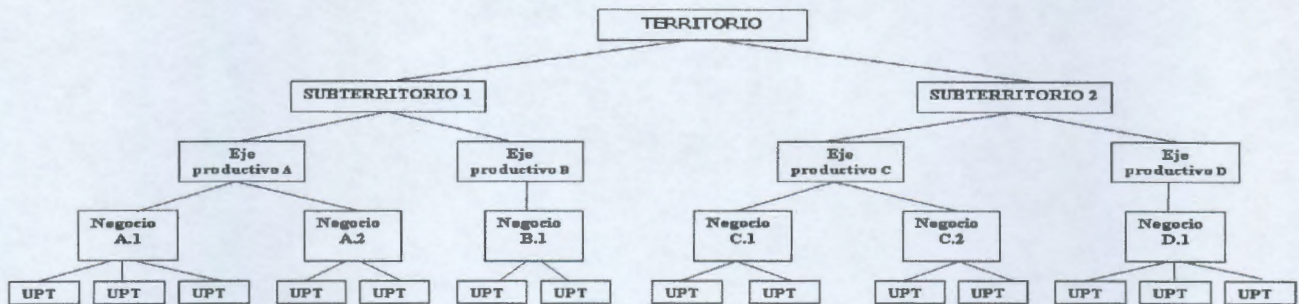 TERRITORIO
SUBTERRITORIO 1
SUBTERRITORIO 2
Eje
productivo A
Eje
productivo B
Eje
productivo C
Eje
productivo D
Negocio
A.1
Negocio
A.2
Negocio
B.1
Negocio
C.1
Negocio
C.2
Negocio
D.1
UPT
UPT
UPT
UPT
UPT
UPT
UPT
UPT
UPT
UPT
UPT
UPT
UPT
UPT